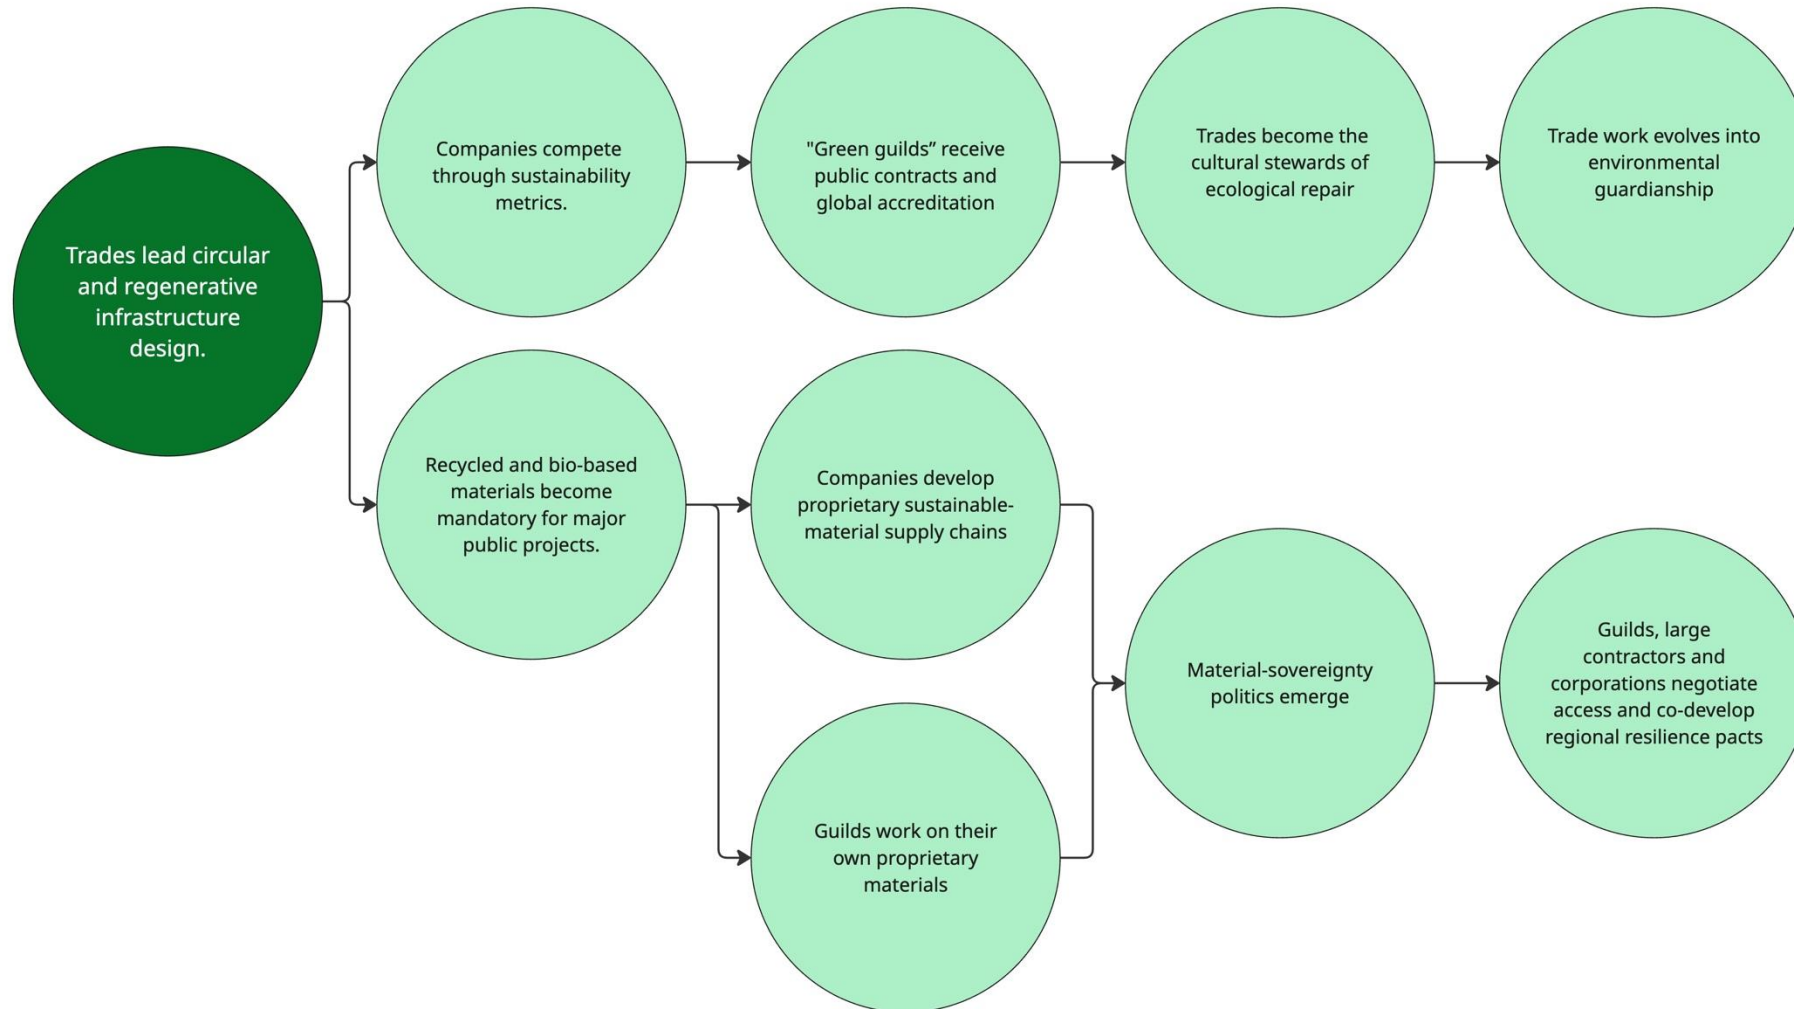 Trades lead circular
and regenerative
infrastructure
design.
Companies compete
through sustainability
metrics.
"Green guilds” receive
public contracts and
global accreditation
Trades become the
cultural stewards of
ecological repair
Trade work evolves into
environmental
guardianship
Recycled and bio-based
materials become
mandatory for major
public projects.
Companies develop
proprietary sustainable-
material supply chains
Guilds work on their
own proprietary
materials
Material-sovereignty
politics emerge
Guilds, large
contractors and
corporations negotiate
access and co-develop
regional resilience pacts